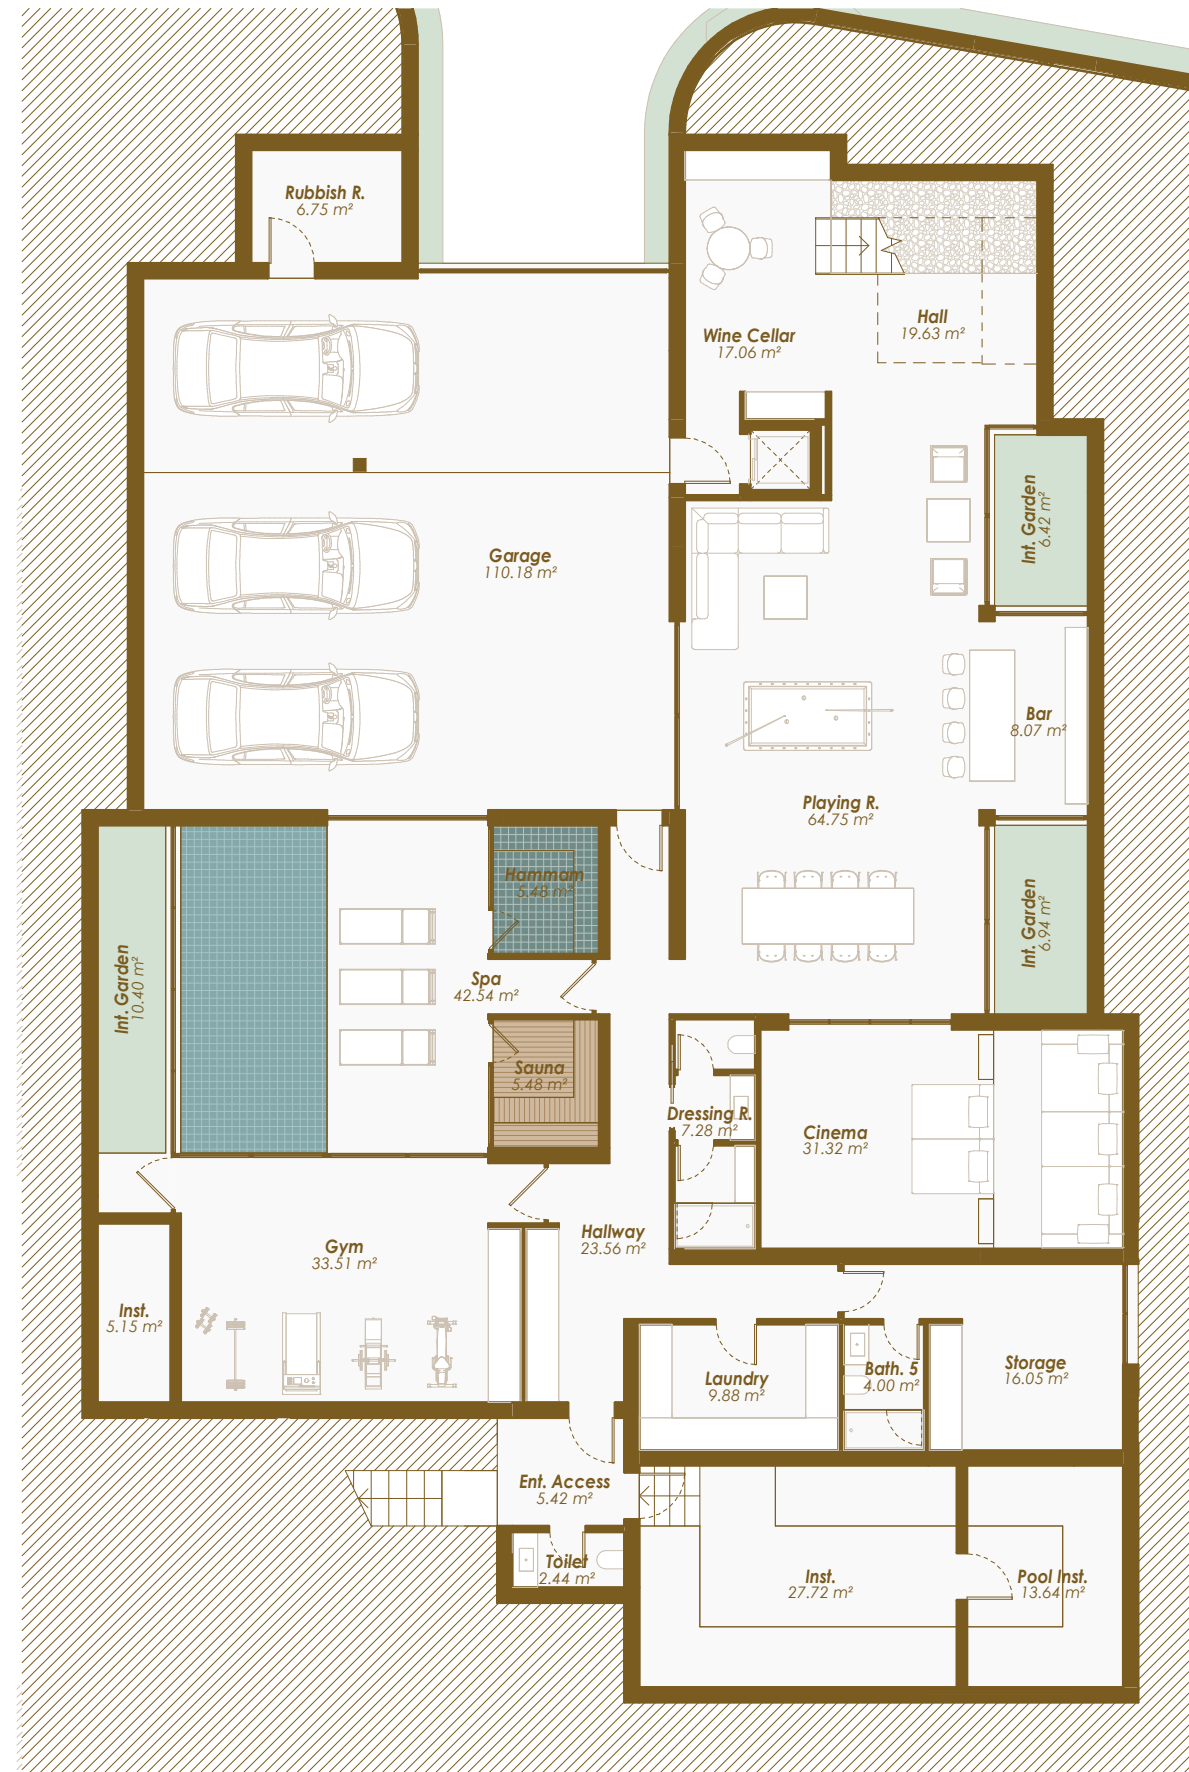 Rubbish R.
6.75 m²
Wine Cellar
17.06 m²
Hall
19.63 m²
Int. Garden
6.42 m²
Garage
110.18 m²
Bar
8.07 m²
Playing R.
64.75 m²
Hammam
5.48 m²
Int. Garden
6.94 m²
Int. Garden
10.40 m²
Spa
42.54 m²
Sauna
5.48 m²
Dressing R.
7.28 m²
Cinema
31.32 m²
Hallway
23.56 m²
Gym
33.51 m²
Inst.
5.15 m²
Laundry
9.88 m²
Bath. 5
4.00 m²
Storage
16.05 m²
Ent. Access
5.42 m²
Toilet
2.44 m²
Inst.
27.72 m²
Pool Inst.
13.64 m²